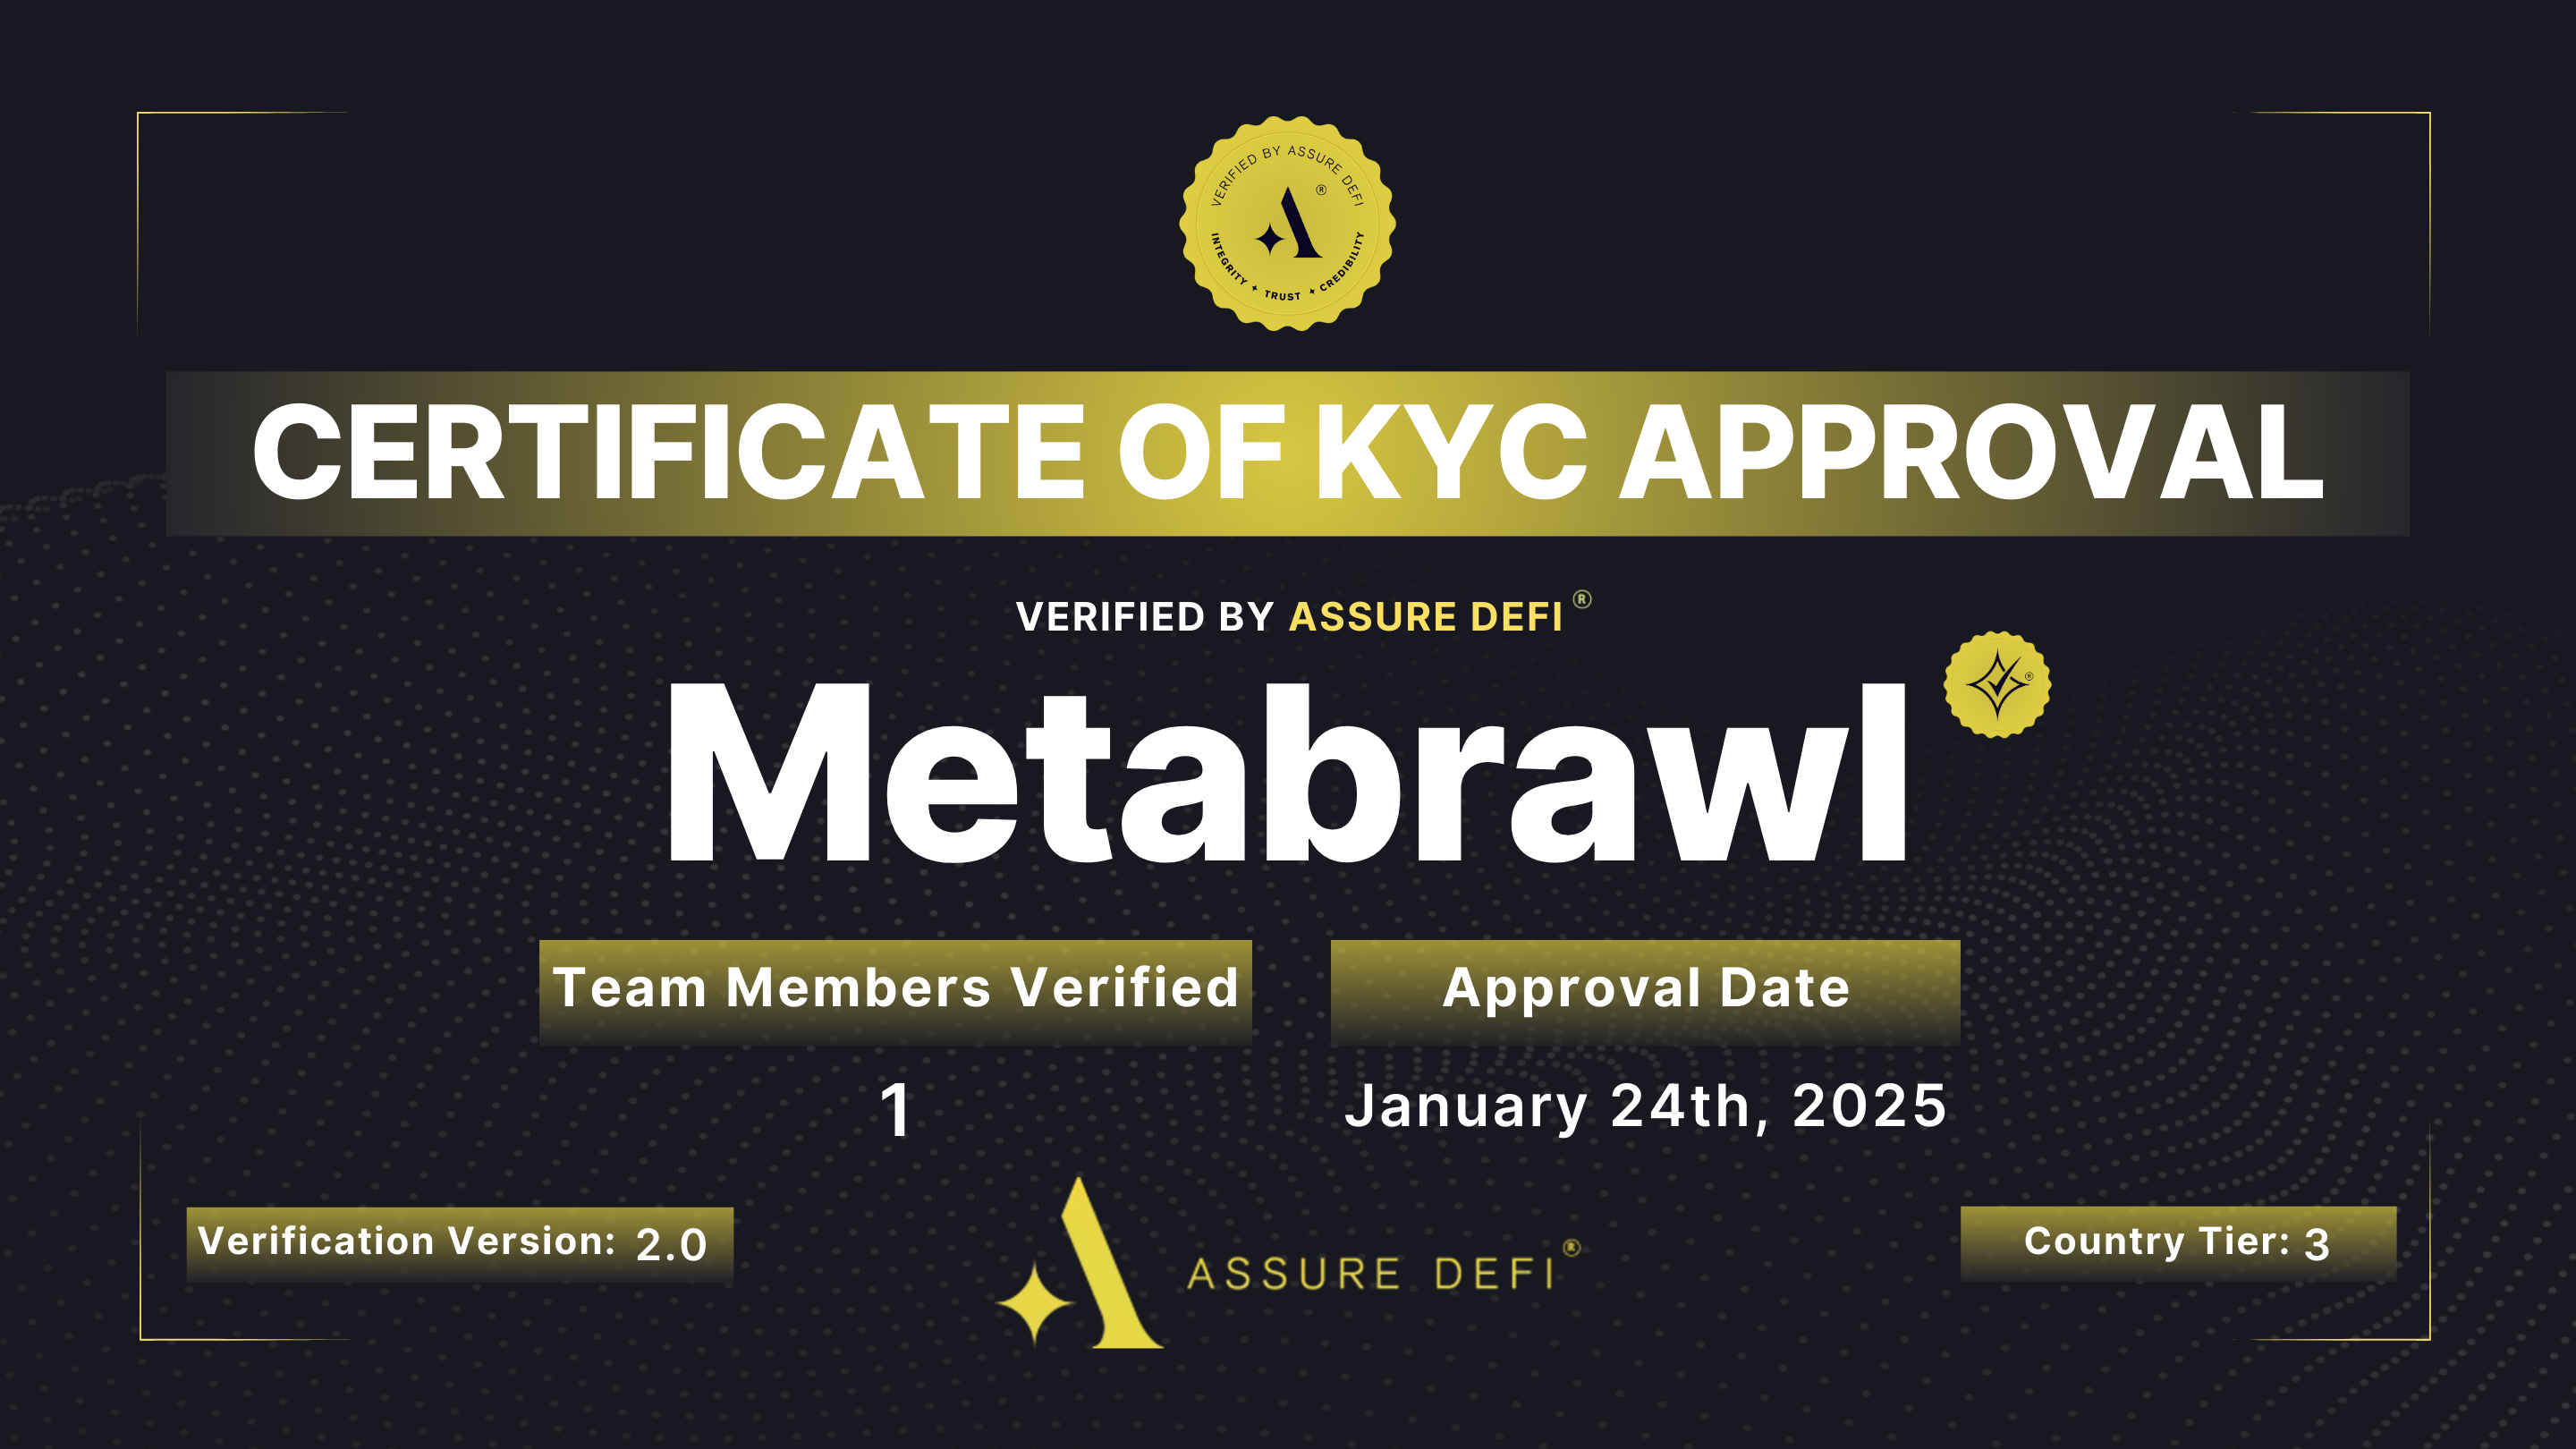 VERIFIED BY ASSURE DEFI
A ®
INTEGRITY ✦ TRUST ✦ CREDIBILITY
CERTIFICATE OF KYC APPROVAL
VERIFIED BY ASSURE DEFI ®
Metabrawl
®
Team Members Verified
1
Approval Date
January 24th, 2025
Verification Version: 2.0
ASSURE DEFI ®
Country Tier: 3